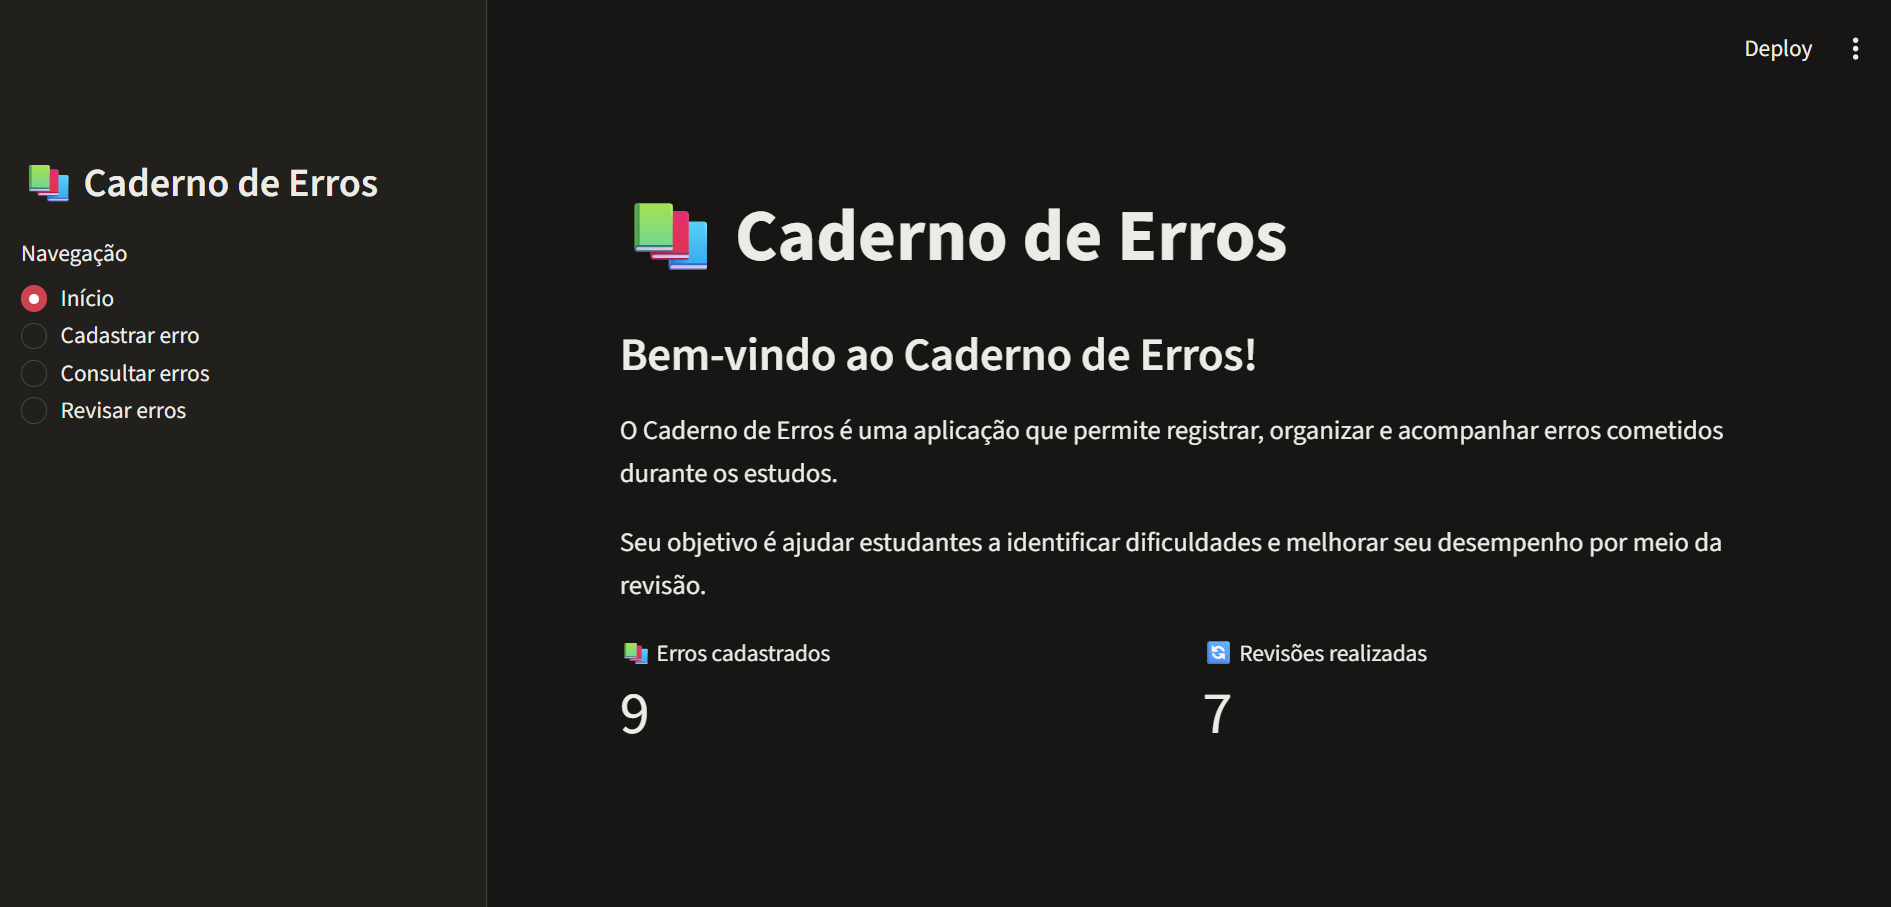 Deploy
Caderno de Erros
Navegação
Início
Cadastrar erro
Consultar erros
Revisar erros
Caderno de Erros
Bem-vindo ao Caderno de Erros!
O Caderno de Erros é uma aplicação que permite registrar, organizar e acompanhar erros cometidos
durante os estudos.
Seu objetivo é ajudar estudantes a identificar dificuldades e melhorar seu desempenho por meio da
revisão.
Erros cadastrados
9
Revisões realizadas
7